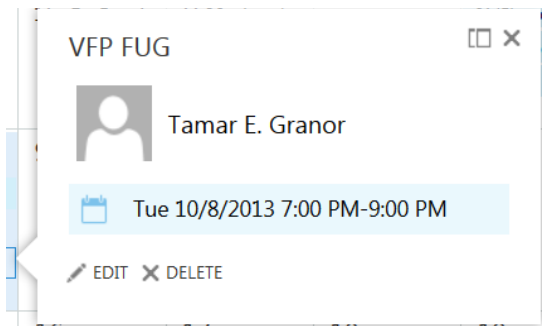 VFP FUG
Tamar E. Granor
Tue 10/8/2013 7:00 PM-9:00 PM
EDIT DELETE